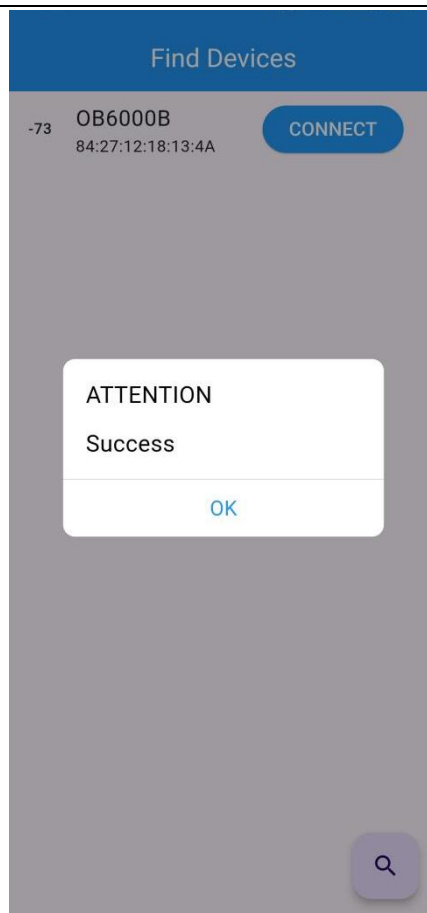 Find Devices
-73 OB6000B CONNECT
84:27:12:18:13:4A
ATTENTION
Success
OK